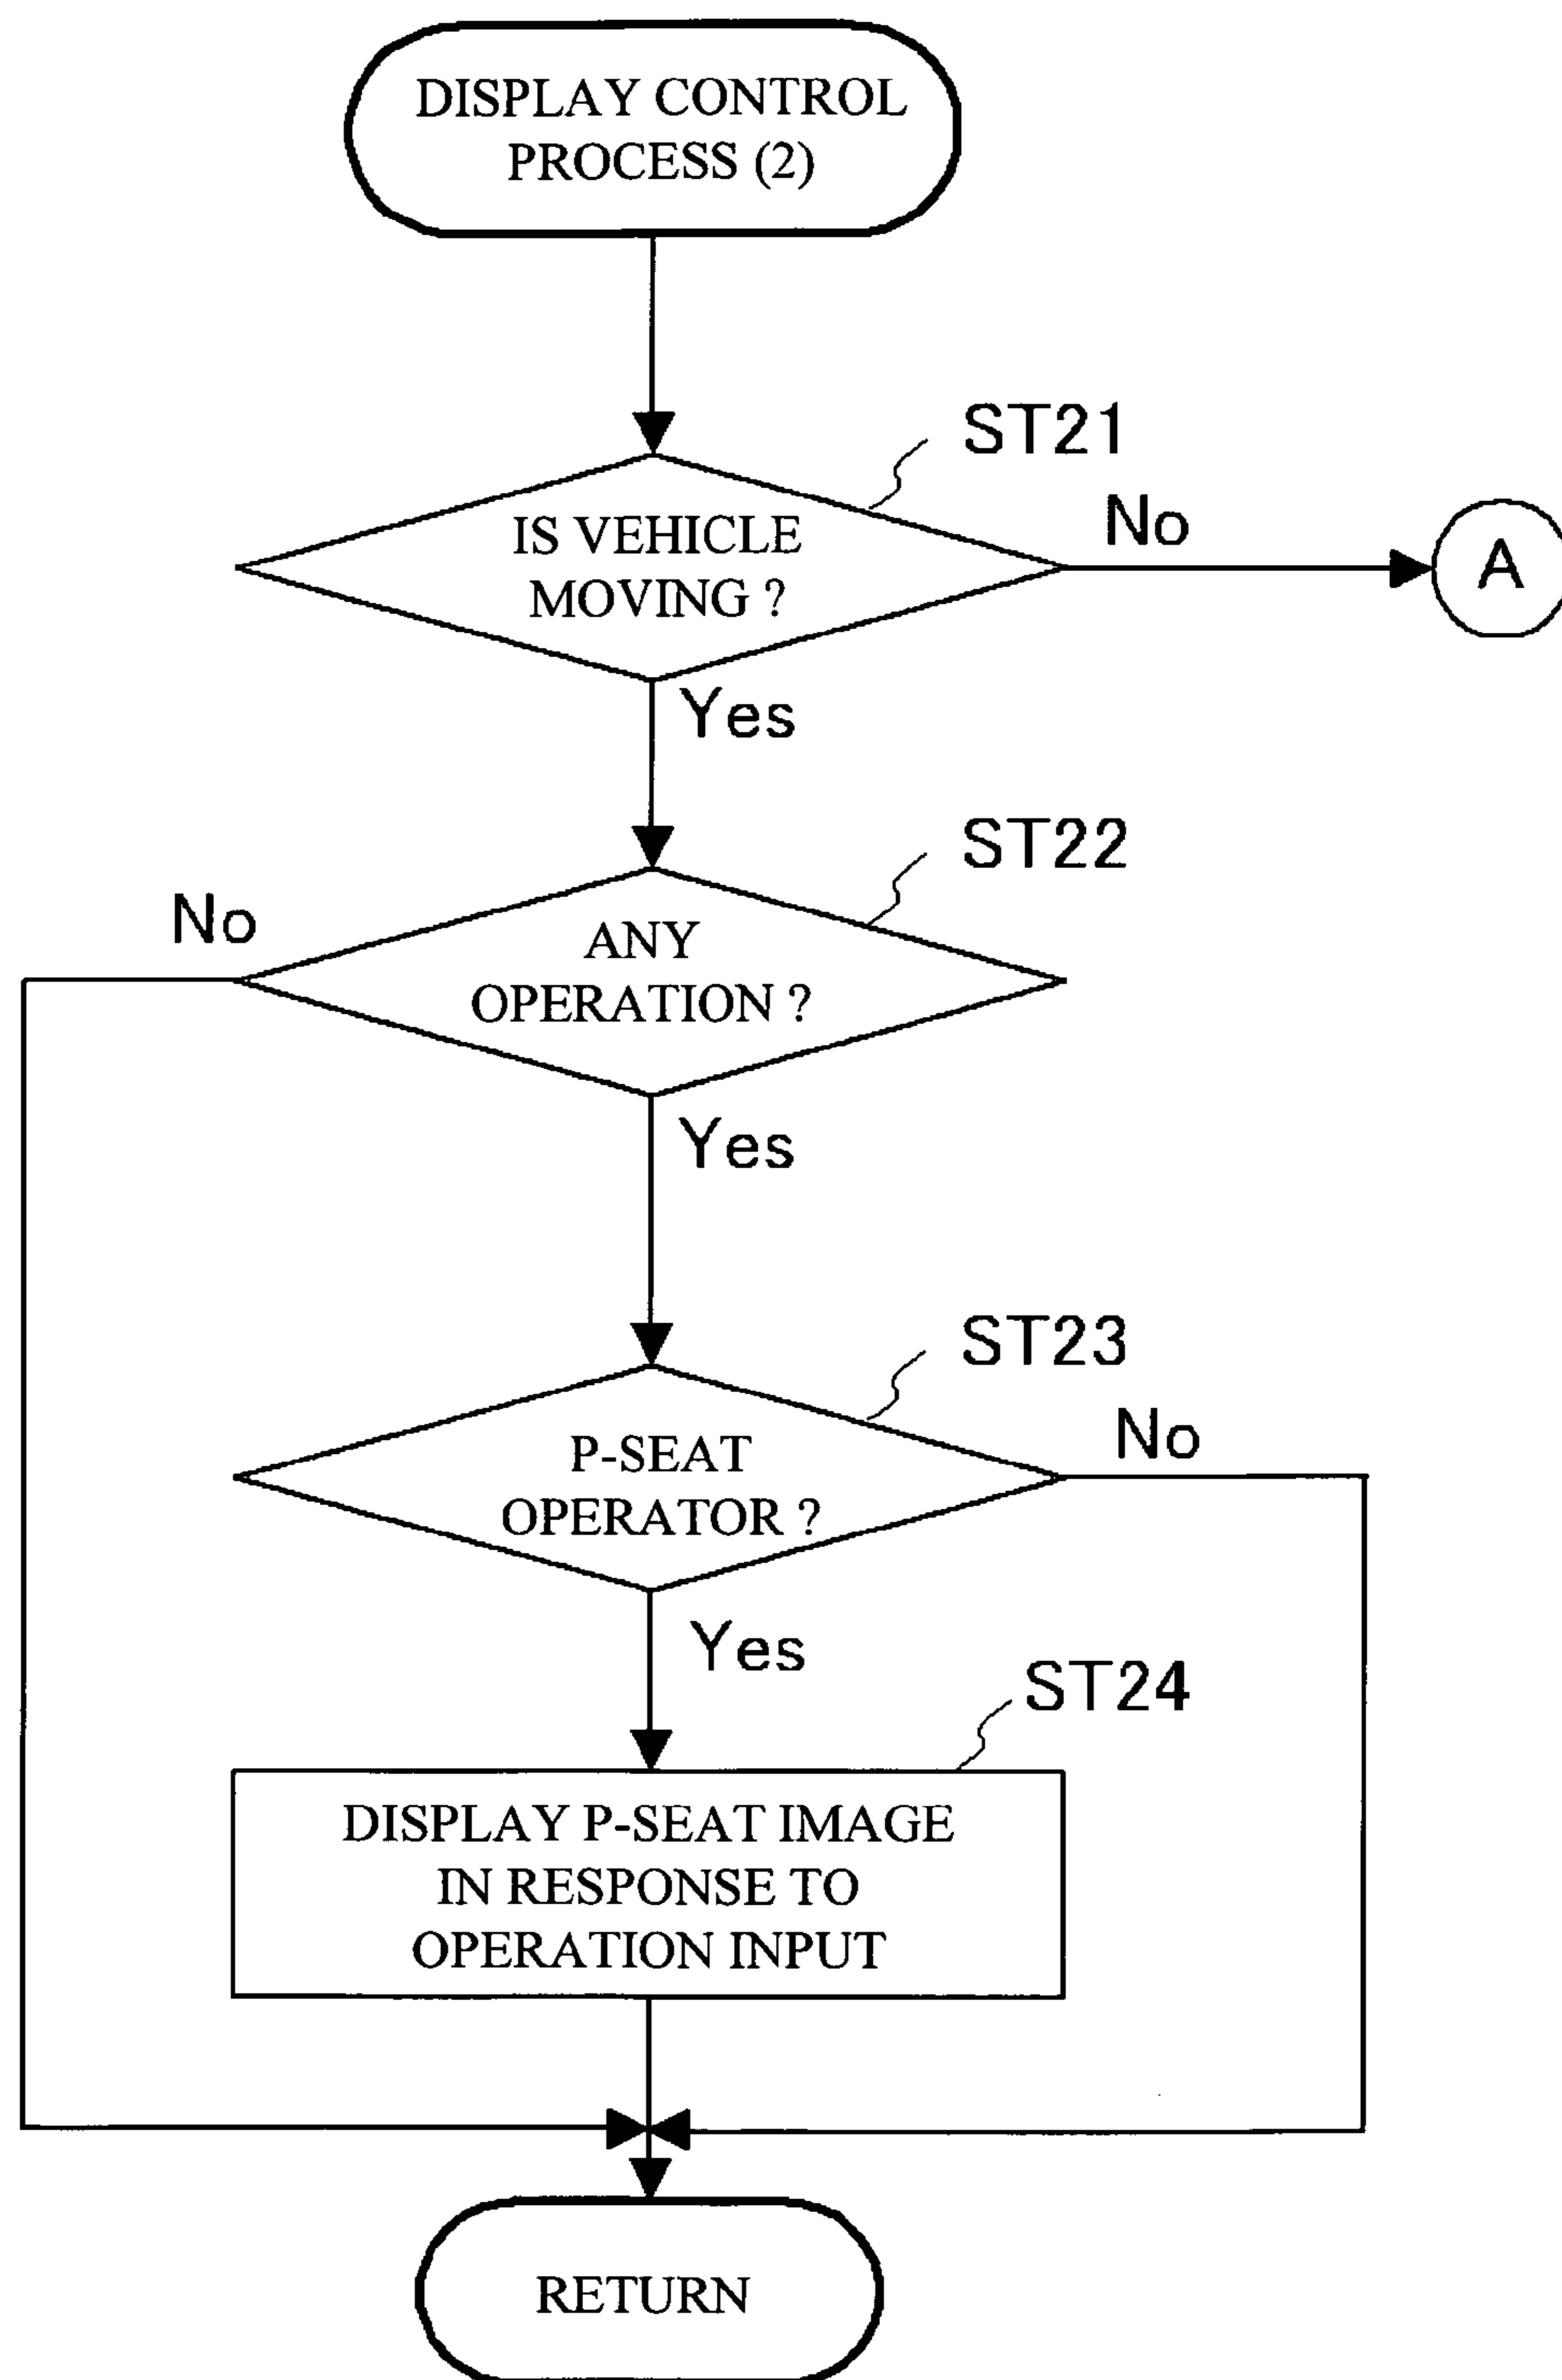 DISPLAY CONTROL
PROCESS (2)
ST21
IS VEHICLE
MOVING ?
No
A
Yes
ST22
No
ANY
OPERATION ?
Yes
ST23
P-SEAT
OPERATOR ?
No
Yes
ST24
DISPLAY P-SEAT IMAGE
IN RESPONSE TO
OPERATION INPUT
RETURN